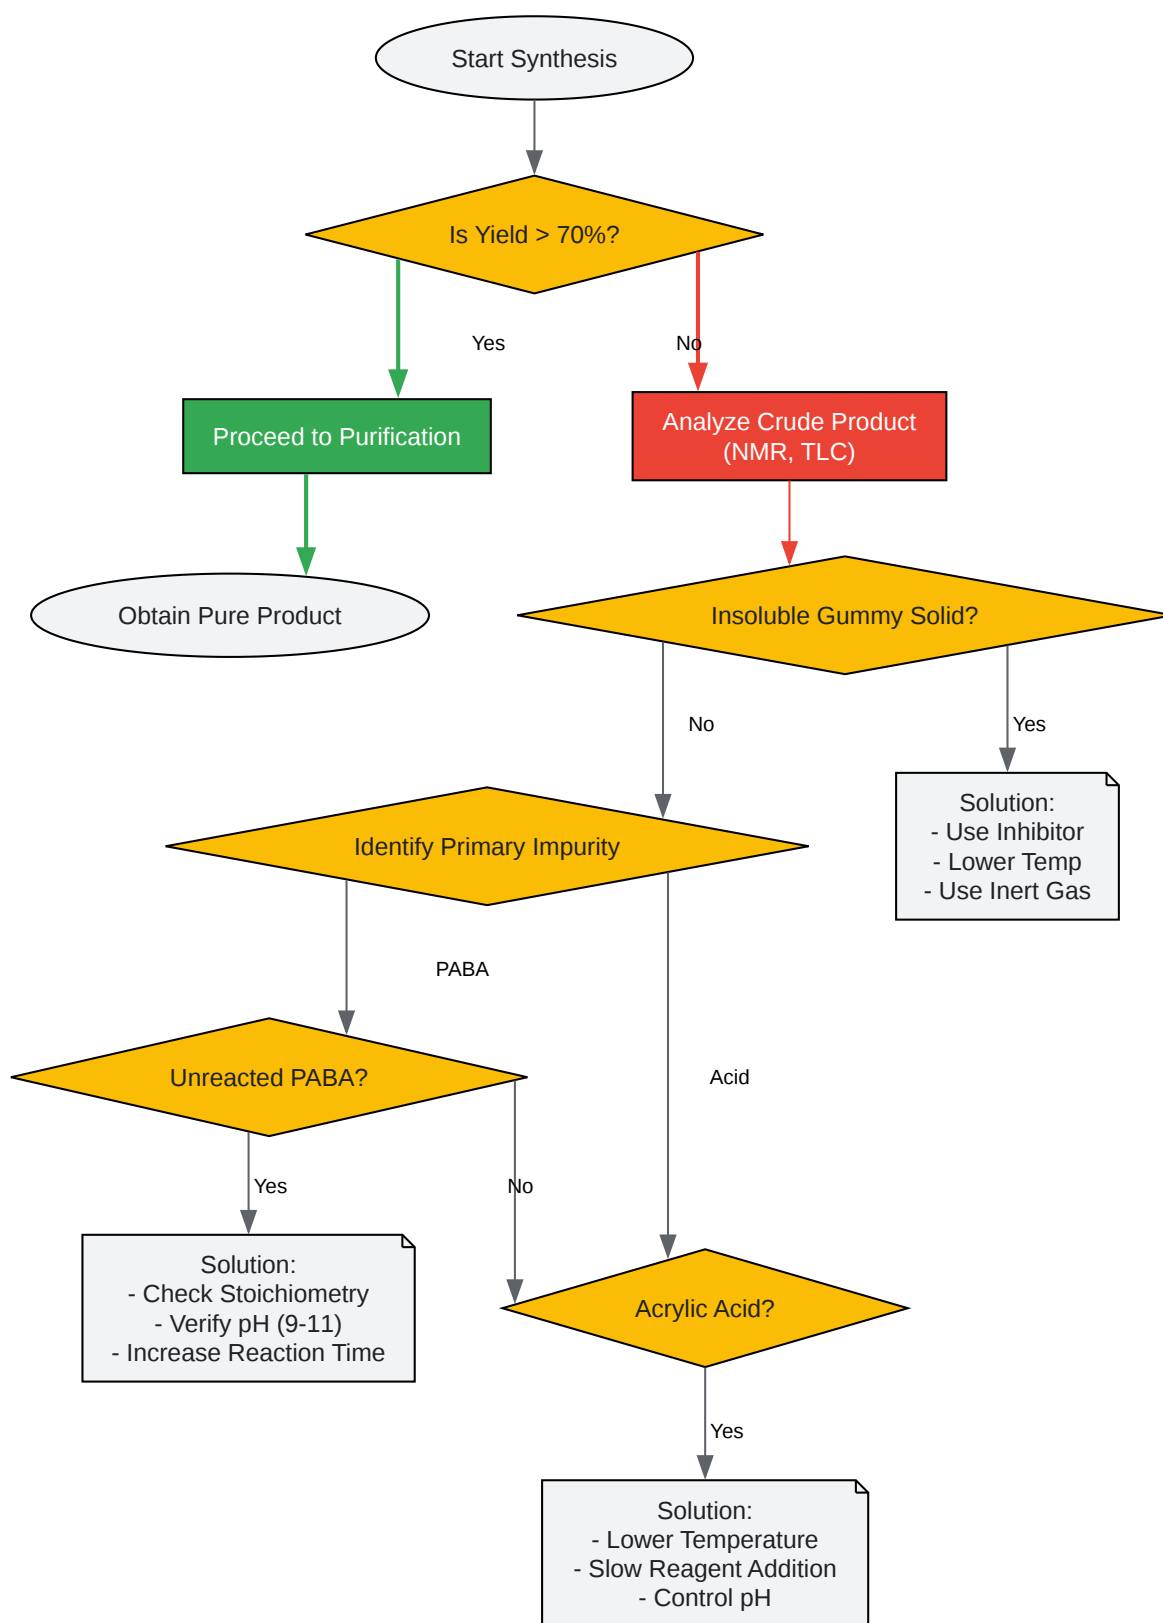 Start Synthesis
Is Yield > 70%?
Yes
No
Proceed to Purification
Analyze Crude Product
(NMR, TLC)
Obtain Pure Product
Insoluble Gummy Solid?
No
Yes
Solution:
- Use Inhibitor
- Lower Temp
- Use Inert Gas
Identify Primary Impurity
PABA
Acid
Unreacted PABA?
Yes
No
Solution:
- Check Stoichiometry
- Verify pH (9-11)
- Increase Reaction Time
Acrylic Acid?
Yes
Solution:
- Lower Temperature
- Slow Reagent Addition
- Control pH